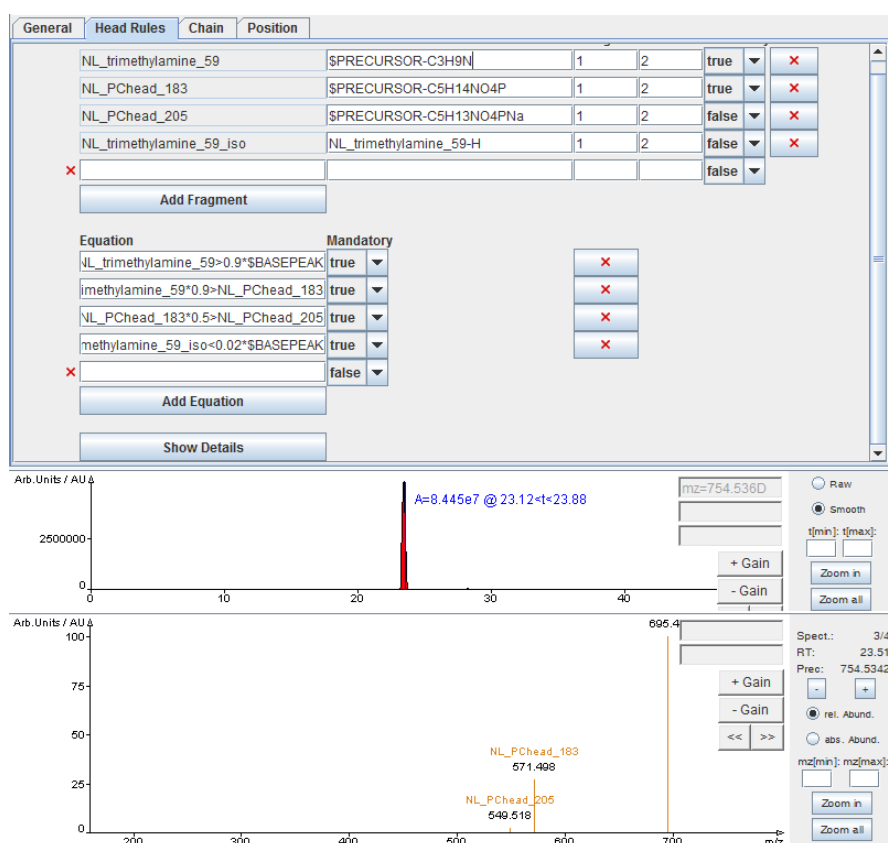 General Head Rules Chain Position
NL_trimethylamine_59 $PRECURSOR-C3H9N 1 2 true
NL_PChead_183 $PRECURSOR-C5H14NO4P 1 2 true
NL_PChead_205 $PRECURSOR-C5H13NO4PNa 1 2 false
NL_trimethylamine_59_iso NL_trimethylamine_59-H 1 2 false
false
Add Fragment
Equation Mandatory
NL_trimethylamine_59>0.9*$BASEPEAK true
imethylamine_59*0.9>NL_PChead_183 true
NL_PChead_183*0.5>NL_PChead_205 true
methylamine_59_iso<0.02*$BASEPEAK true
false
Add Equation
Show Details
Arb.Units / AU
A=8.445e7 @ 23.12<t<23.88
2500000
0
0 10 20 30 40
mz=754.536D
+ Gain
- Gain
Raw
Smooth
t[min]: t[max]:
Zoom in
Zoom all
Arb.Units / AU
100
75
50
25
0
695.4
NL_PChead_183
571.498
NL_PChead_205
549.518
200 300 400 500 600 700 m/z
+ Gain
- Gain
<< >>
Spect.: 3/4
RT: 23.51
Prec: 754.5342
- +
rel. Abund.
abs. Abund.
mz[min]: mz[max]:
Zoom in
Zoom all